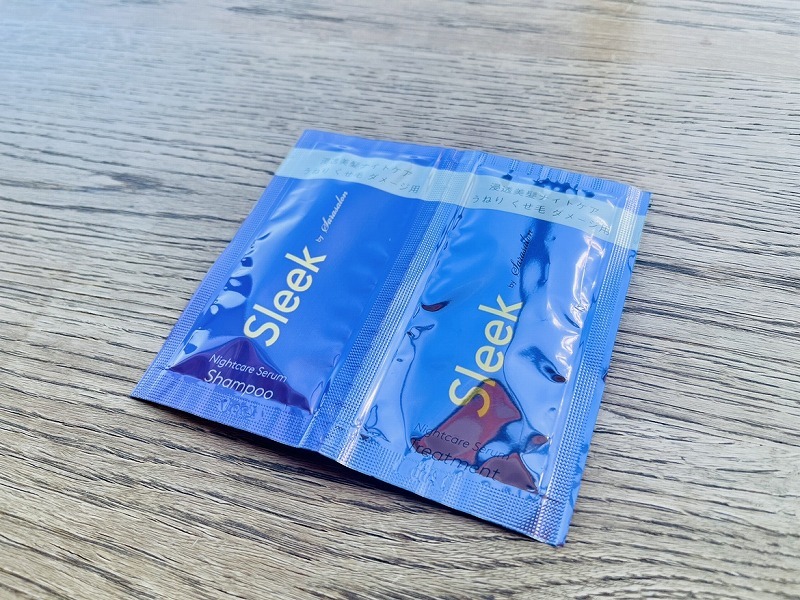 浸透美髪ナイトケア
うねり くせ毛 ダメージ用
Sleek
by Sarasalon
Nightcare Serum
Shampoo
浸透美髪ナイトケア
うねり くせ毛 ダメージ用
Sleek
by Sarasalon
Nightcare Serum
Treatment